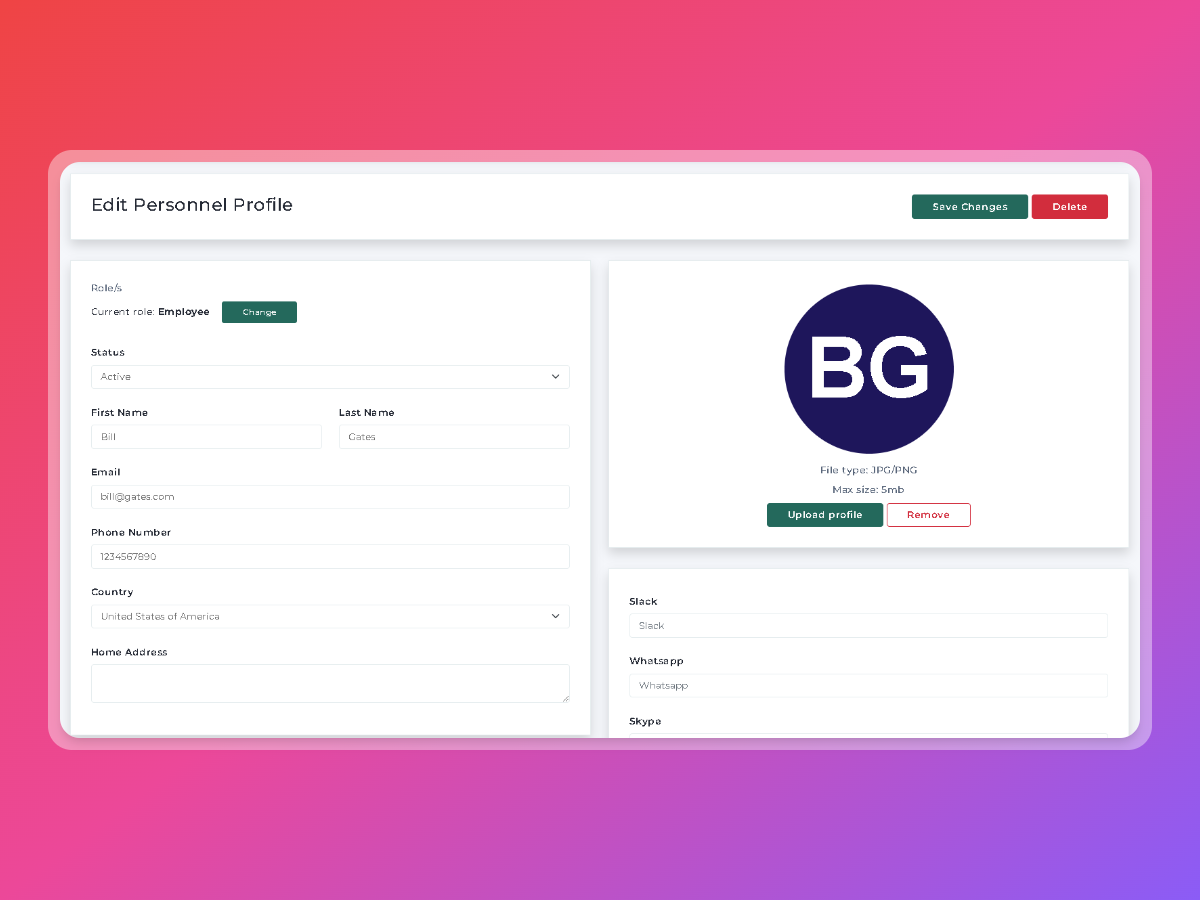 Edit Personnel Profile
Save Changes
Delete
Role/s
Current role: Employee
Change
Status
Active
First Name
Last Name
Bill
Gates
Email
bill@gates.com
Phone Number
1234567890
Country
United States of America
Home Address
BG
File type: JPG/PNG
Max size: 5mb
Upload profile
Remove
Slack
Slack
Whatsapp
Whatsapp
Skype